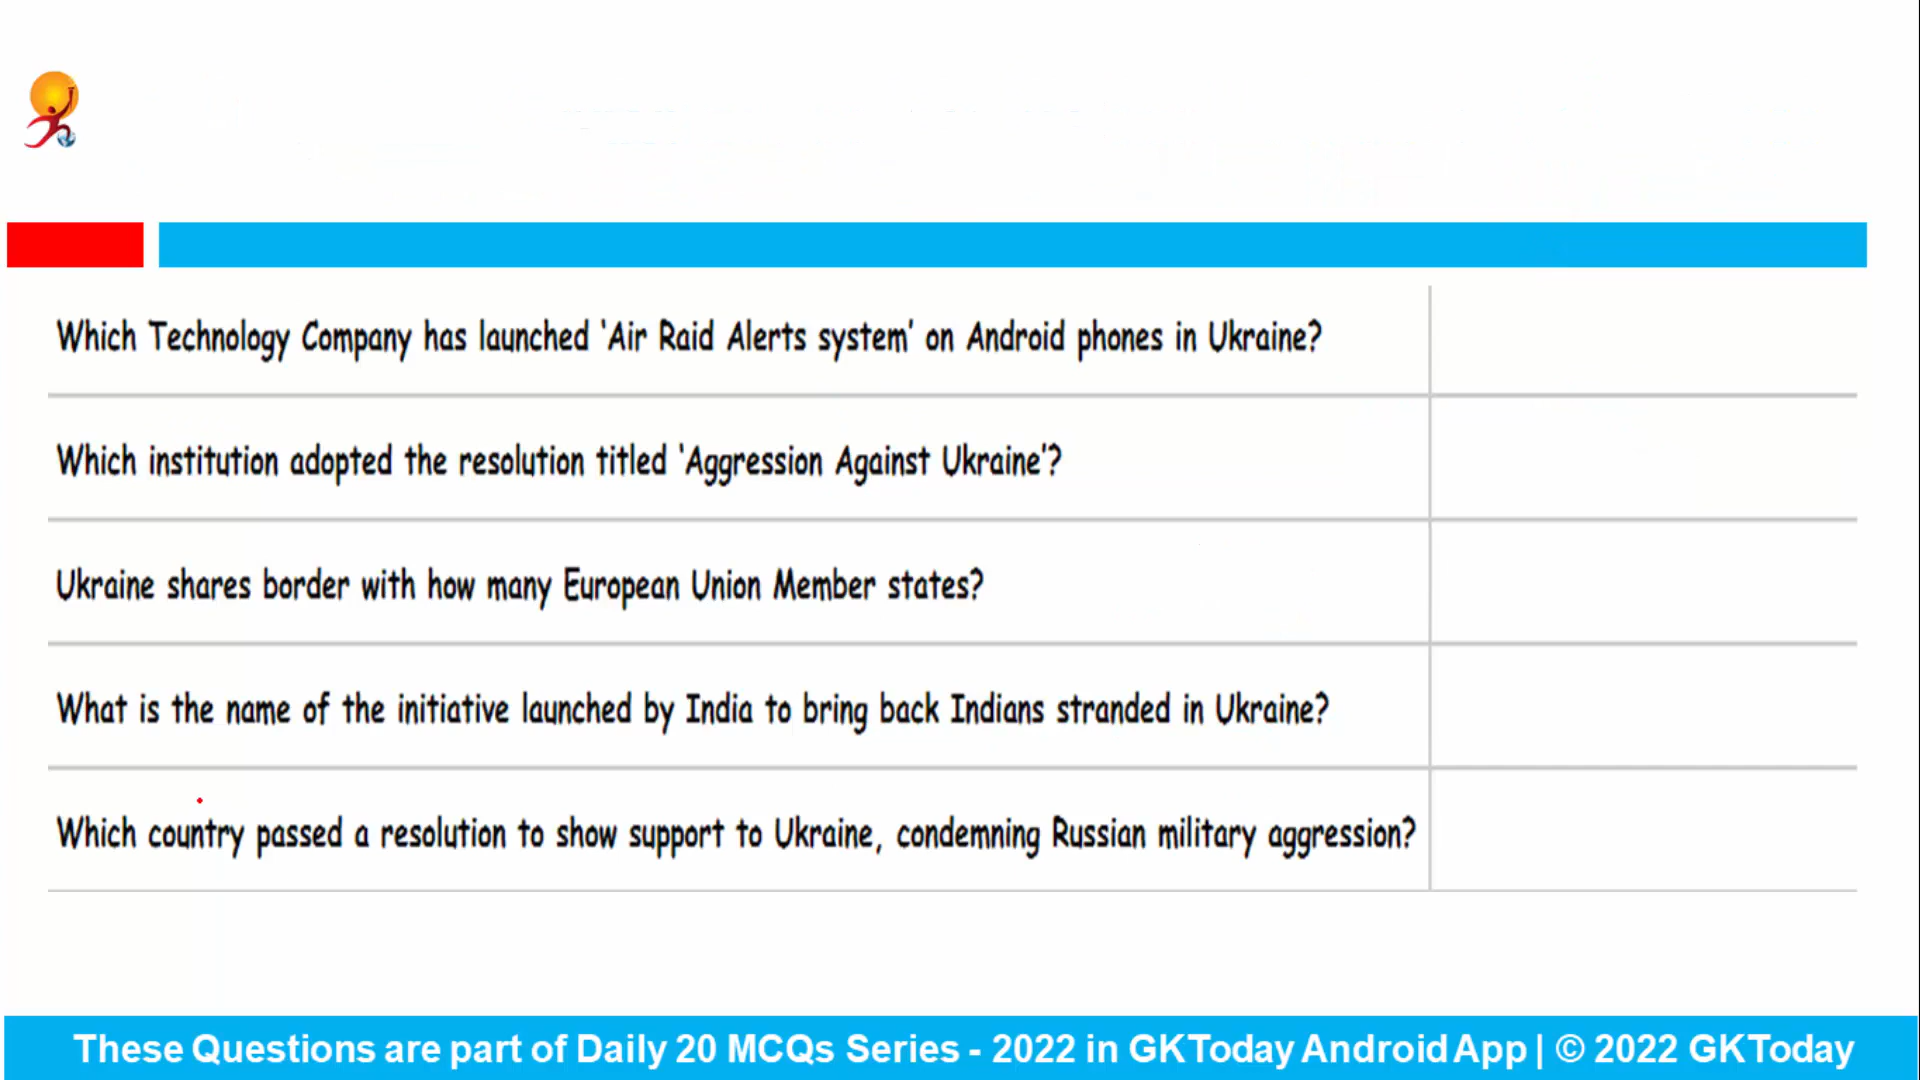 Which Technology Company has launched ‘Air Raid Alerts system’ on Android phones in Ukraine?
Which institution adopted the resolution titled ‘Aggression Against Ukraine’?
Ukraine shares border with how many European Union Member states?
What is the name of the initiative launched by India to bring back Indians stranded in Ukraine?
Which country passed a resolution to show support to Ukraine, condemning Russian military aggression?
These Questions are part of Daily 20 MCQs Series - 2022 in GKToday Android App | © 2022 GKToday